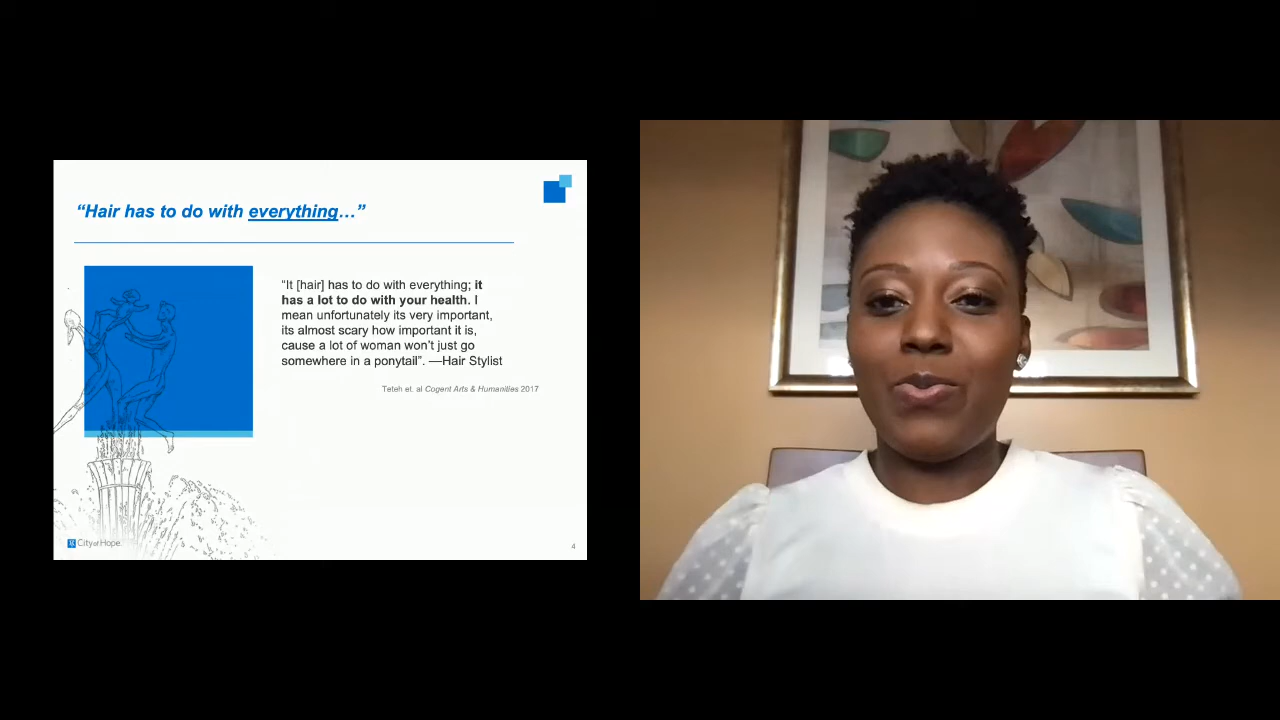 “Hair has to do with everything…”
“It [hair] has to do with everything; it
has a lot to do with your health. I
mean unfortunately its very important,
its almost scary how important it is,
cause a lot of woman won’t just go
somewhere in a ponytail”. —Hair Stylist
Teteh et. al Cogent Arts & Humanities 2017
City of Hope.
4